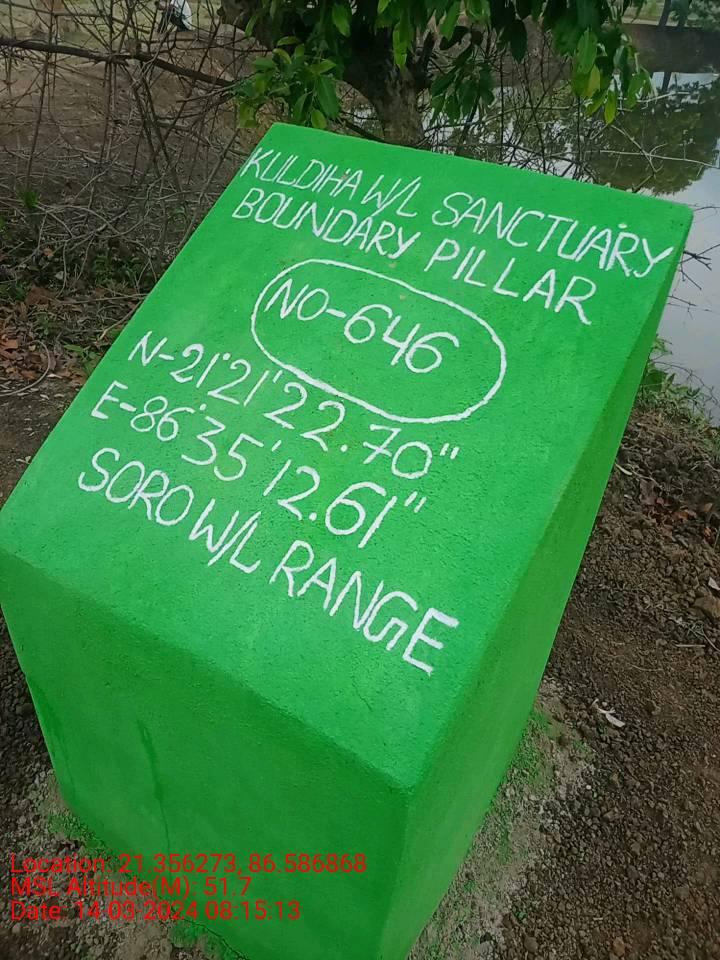 KULDIHA W/L SANCTUARY
BOUNDARY PILLAR
NO-646
N-21°21'22.70"
E-86°35'12.61"
SORO W/L RANGE
Location: 21.356273, 86.586868
MSL Altitude(M): 51.7
Date: 14-03-2024 08:15:13